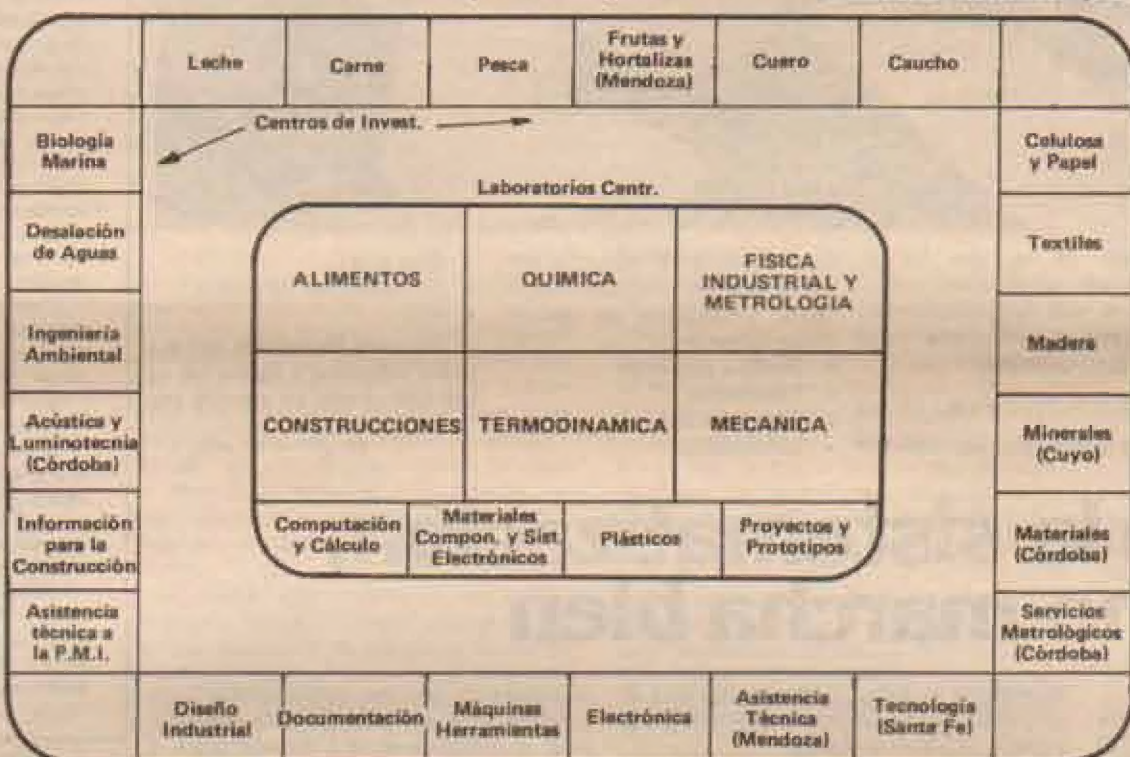 Leche
Carne
Pesca
Frutas y
Hortalizas
(Mendoza)
Cuero
Caucho
Centros de Invest.
Biología
Marina
Desalación
de Aguas
Ingeniería
Ambiental
Acústica y
Luminotecnia
(Córdoba)
Información
para la
Construcción
Asistencia
técnica a
la P.M.I.
Laboratorios Centr.
ALIMENTOS
QUIMICA
FISICA
INDUSTRIAL Y
METROLOGIA
CONSTRUCCIONES
TERMODINAMICA
MECANICA
Computación
y Cálculo
Materiales
Compon. y Sist.
Electrónicos
Plásticos
Proyectos y
Prototipos
Celulosa
y Papel
Textiles
Madera
Minerales
(Cuyo)
Materiales
(Córdoba)
Servicios
Metrológicos
(Córdoba)
Diseño
Industrial
Documentación
Máquinas
Herramientas
Electrónica
Asistencia
Técnica
(Mendoza)
Tecnología
(Santa Fe)